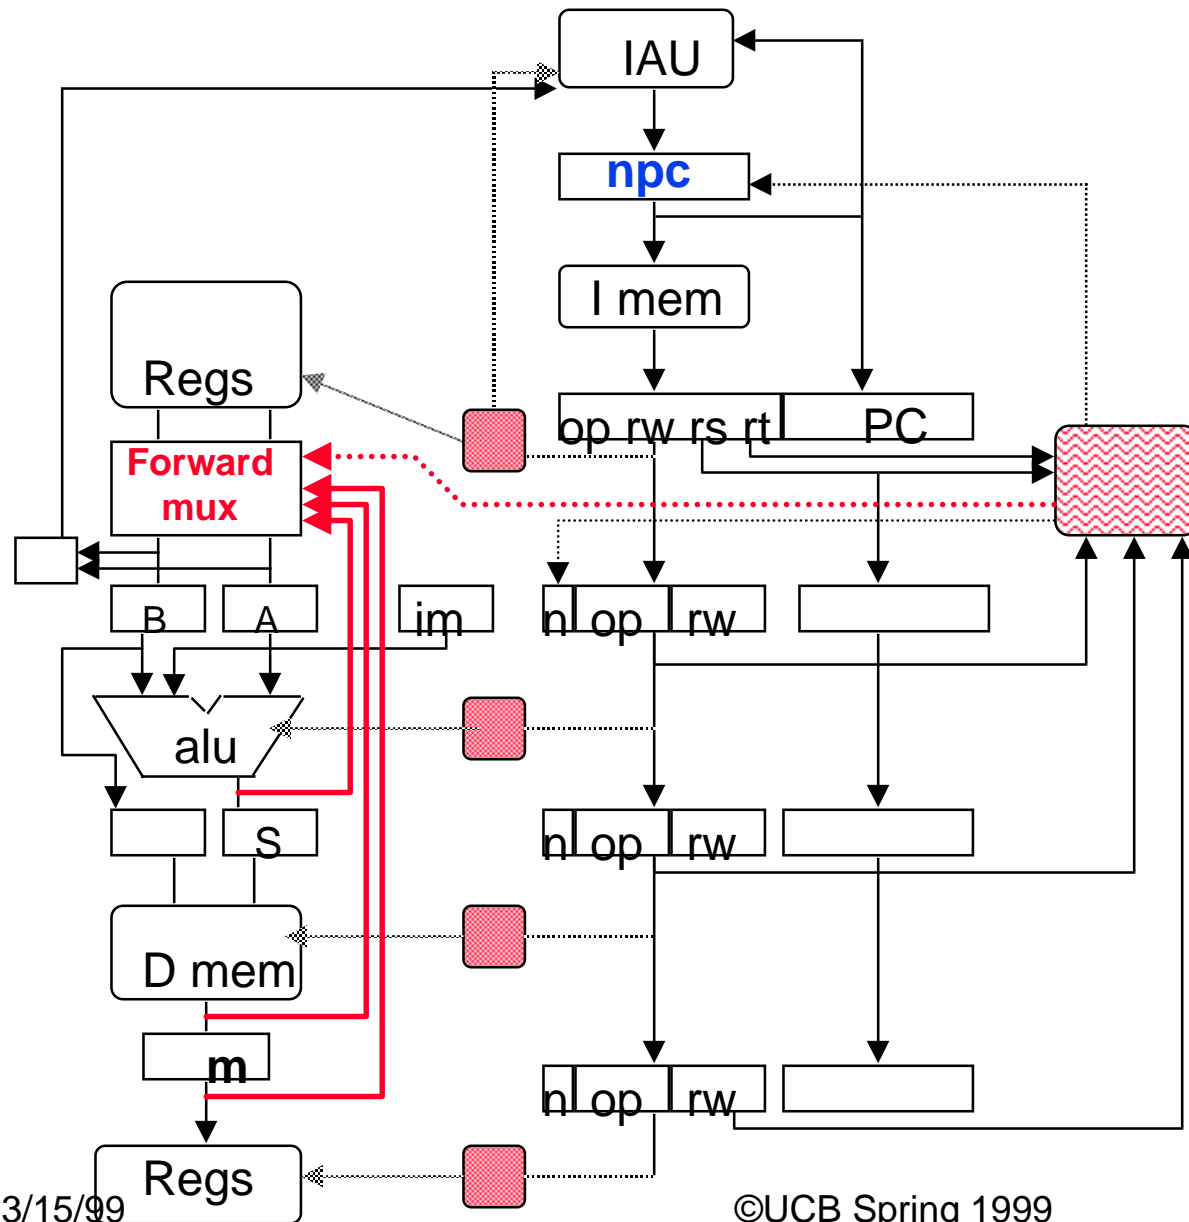 IAU
npc
I mem
Regs
op rw rs rt
PC
Forward
mux
B
A
im
n op rw
alu
S
n op rw
D mem
m
n op rw
Regs
3/15/99
©UCB Spring 1999